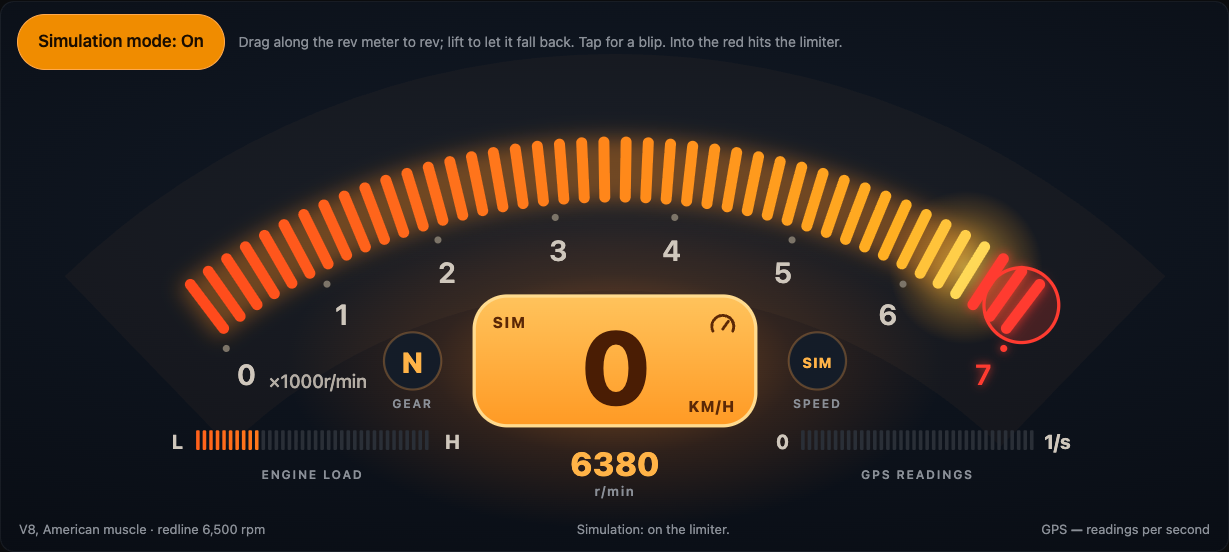 Simulation mode: On
Drag along the rev meter to rev; lift to let it fall back. Tap for a blip. Into the red hits the limiter.
0
1
2
3
4
5
6
7
×1000r/min
N
GEAR
SIM
0
KM/H
SIM
SPEED
L
H
ENGINE LOAD
6380
r/min
0
1/s
GPS READINGS
V8, American muscle · redline 6,500 rpm
Simulation: on the limiter.
GPS — readings per second